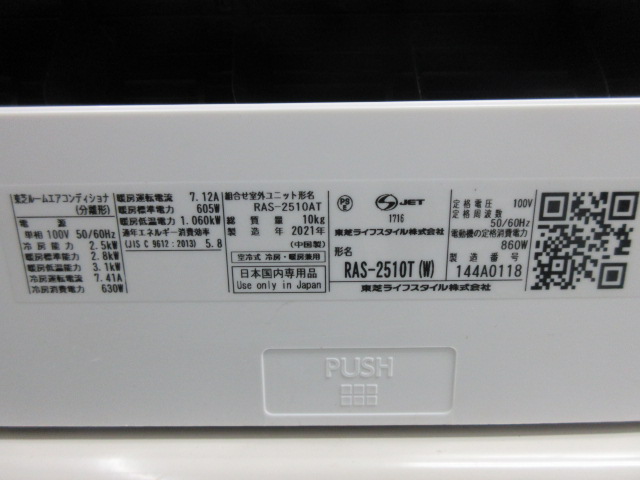 東芝ルームエアコンディショナ
(分離形)
電 源
単相 100V 50/60Hz
冷房能力 2.5kW
暖房標準能力 2.8kW
暖房低温能力 3.1kW
冷房運転電流 7.41A
冷房消費電力 630W
暖房運転電流 7.12A
暖房標準電力 605W
暖房低温電力 1.060kW
通年エネルギー消費効率
(JIS C 9612:2013) 5.8
組合せ室外ユニット形名
RAS-2510AT
総 質 量 10kg
製 造 年 2021年
(中国製)
空冷式 冷房・暖房兼用
日本国内専用品
Use only in Japan
PS
E
JET
1716
東芝ライフスタイル株式会社
形名
RAS-2510T(W)
東芝ライフスタイル株式会社
定格電圧 100V
定格周波数
50/60Hz
電動機の定格消費電力
860W
製造番号
144A0118
PUSH